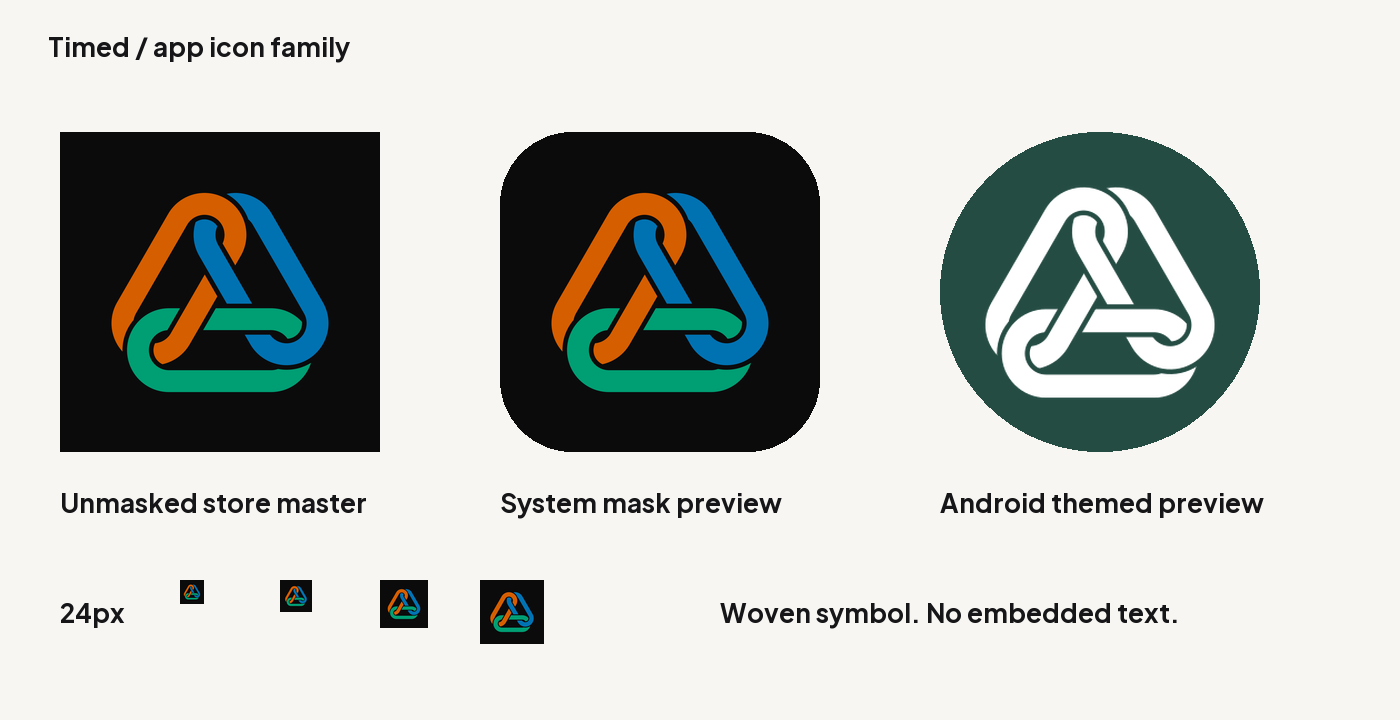 Timed / app icon family
Unmasked store master
System mask preview
Android themed preview
24px
Woven symbol. No embedded text.